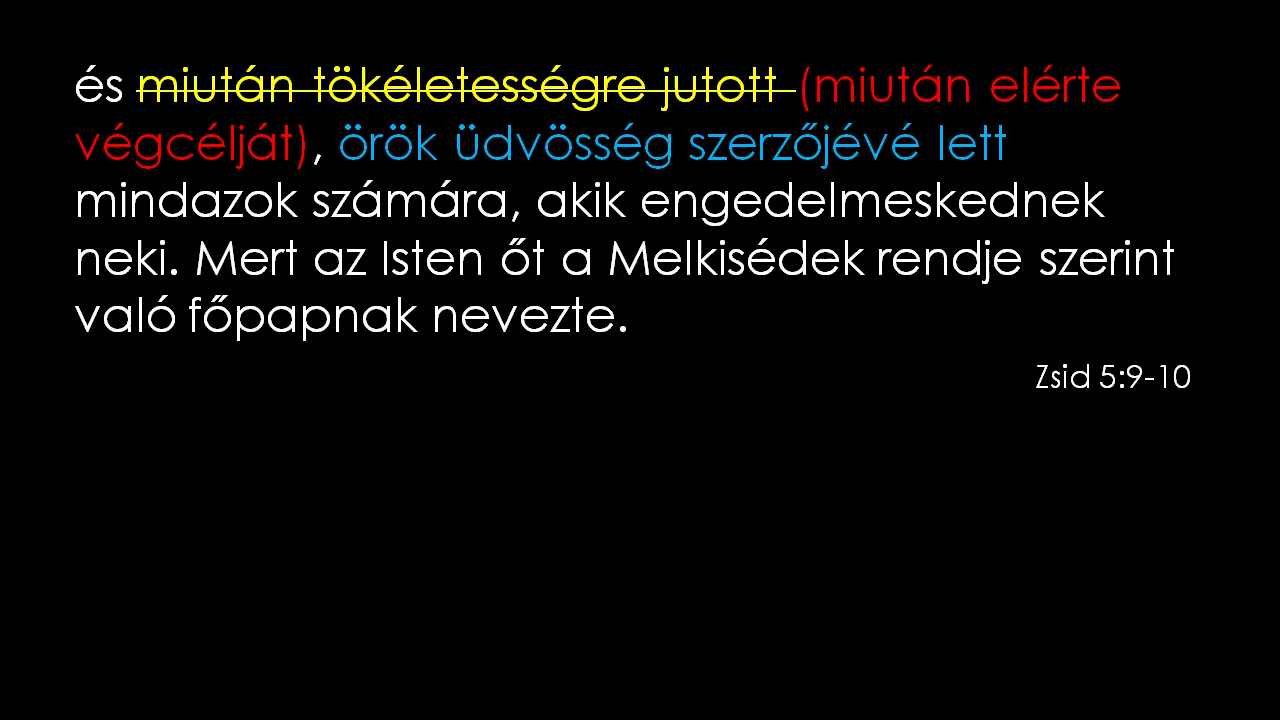 és miután tökéletességre jutott (miután elérte
végcélját), örök üdvösség szerzőjévé lett
mindazok számára, akik engedelmeskednek
neki. Mert az Isten őt a Melkisédek rendje szerint
való főpapnak nevezte.
Zsid 5:9-10